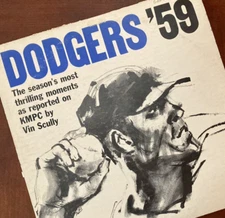 DODGERS '59
The season's most
thrilling moments
as reported on
KMPC by
Vin Scully